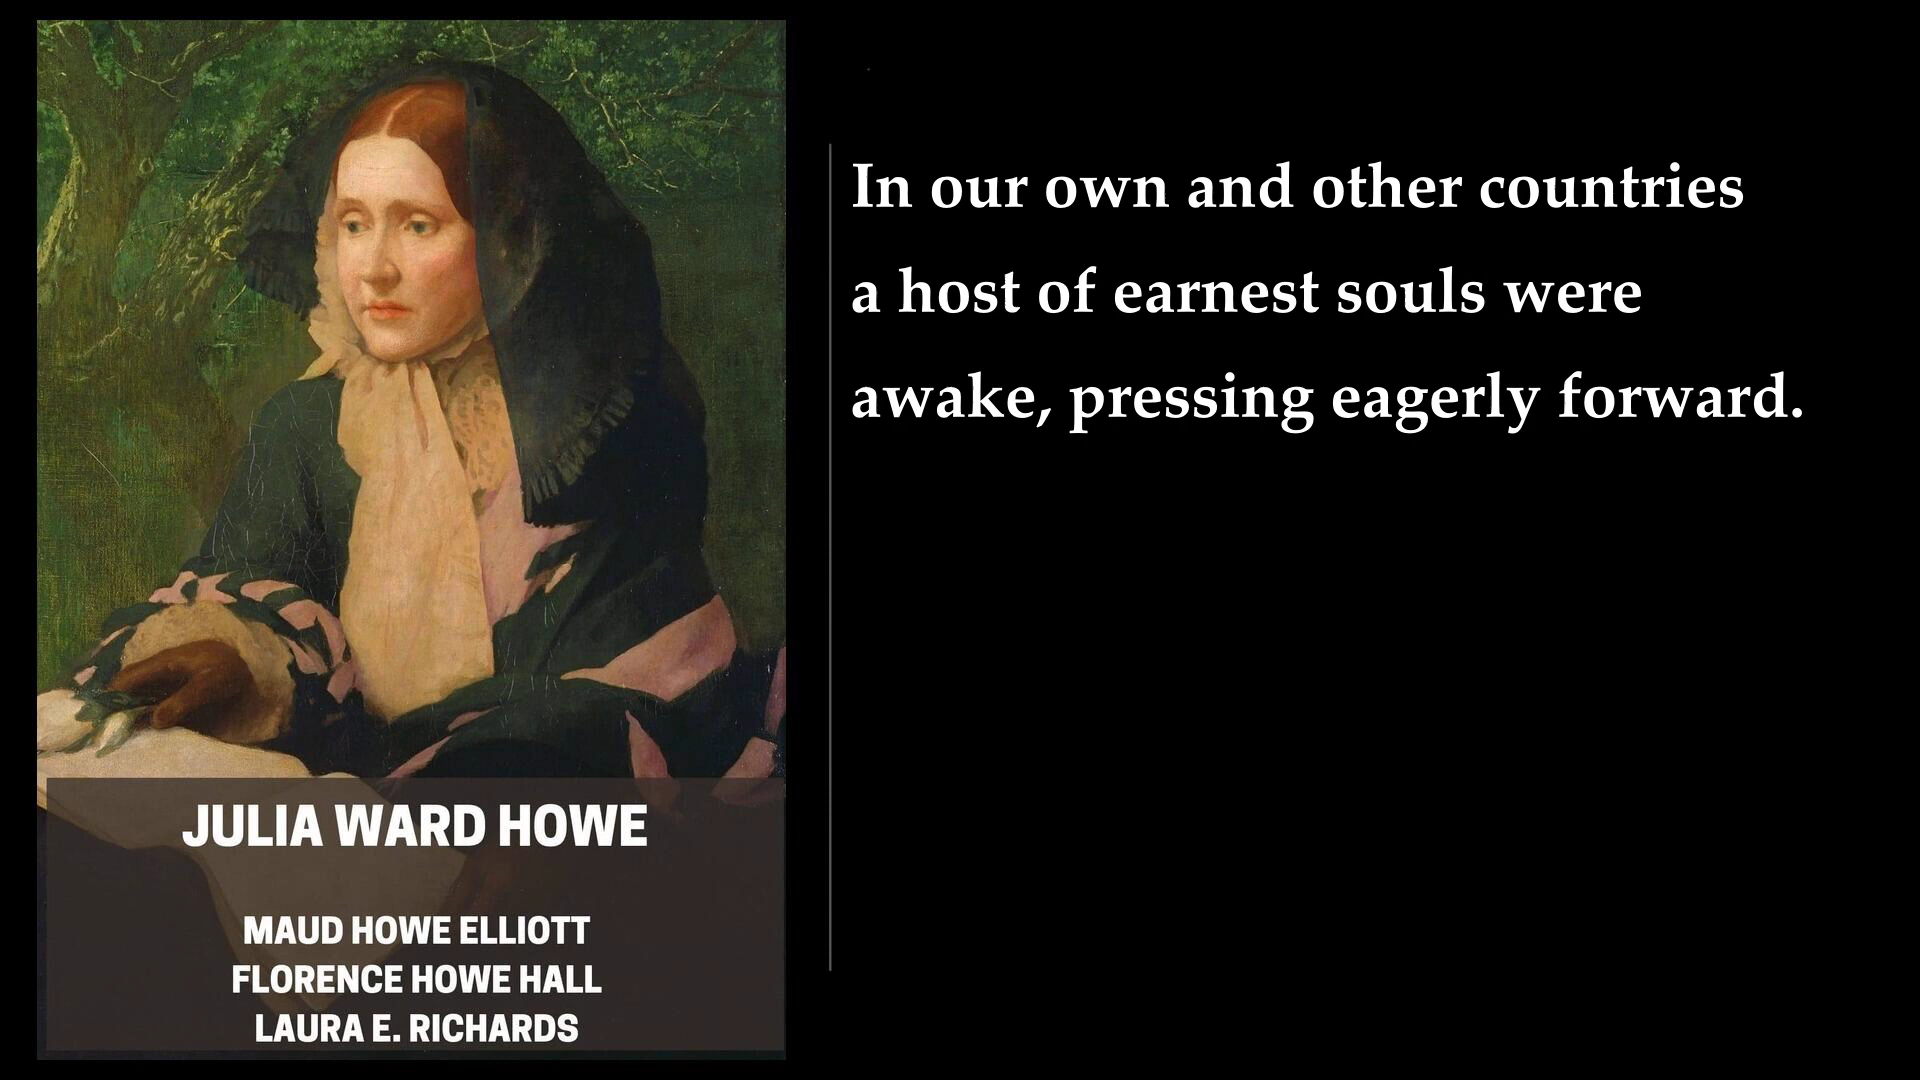 JULIA WARD HOWE
MAUD HOWE ELLIOTT
FLORENCE HOWE HALL
LAURA E. RICHARDS
In our own and other countries
a host of earnest souls were
awake, pressing eagerly forward.